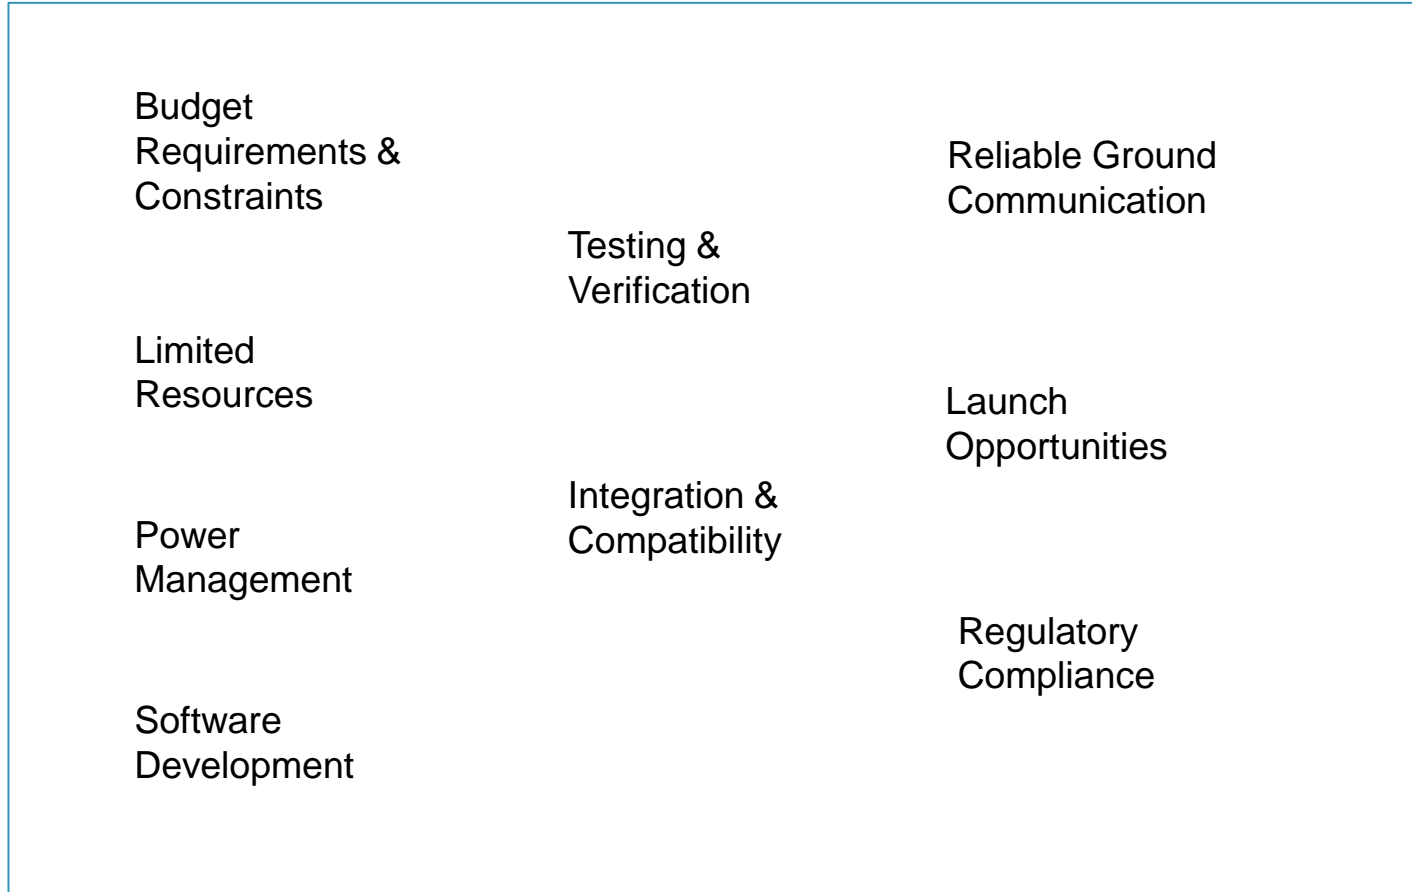 Budget
Requirements &
Constraints
Limited
Resources
Power
Management
Software
Development
Testing &
Verification
Integration &
Compatibility
Reliable Ground
Communication
Launch
Opportunities
Regulatory
Compliance